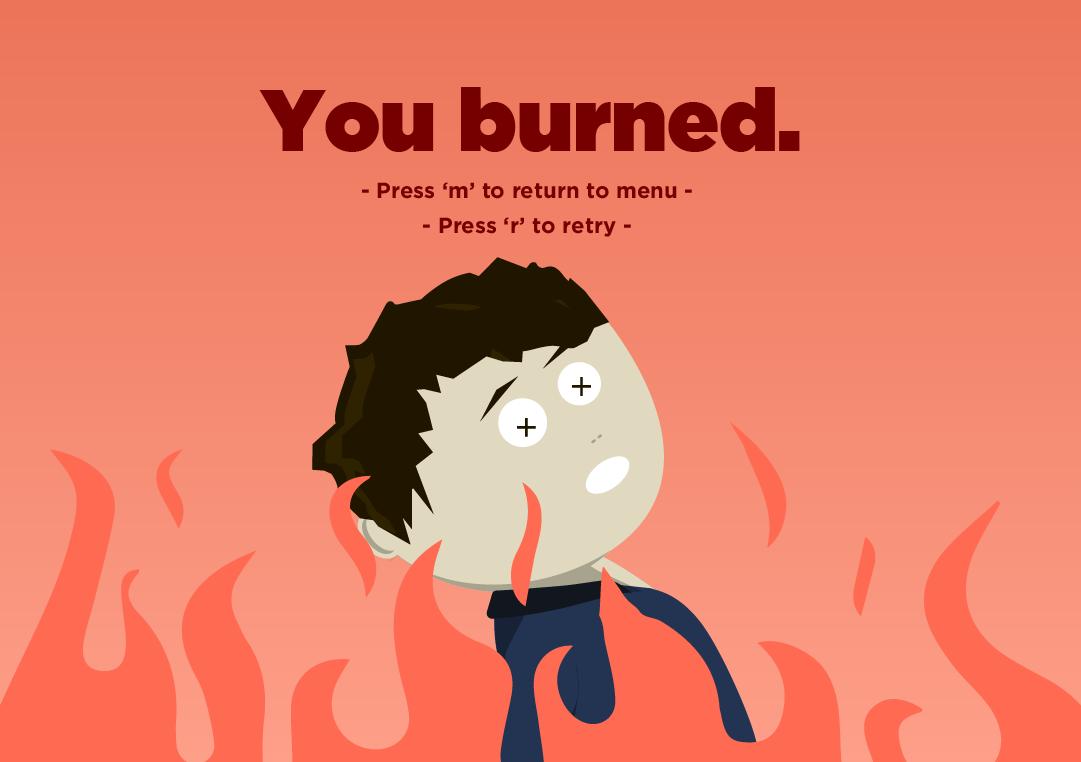 You burned.
- Press ‘m’ to return to menu -
- Press ‘r’ to retry -